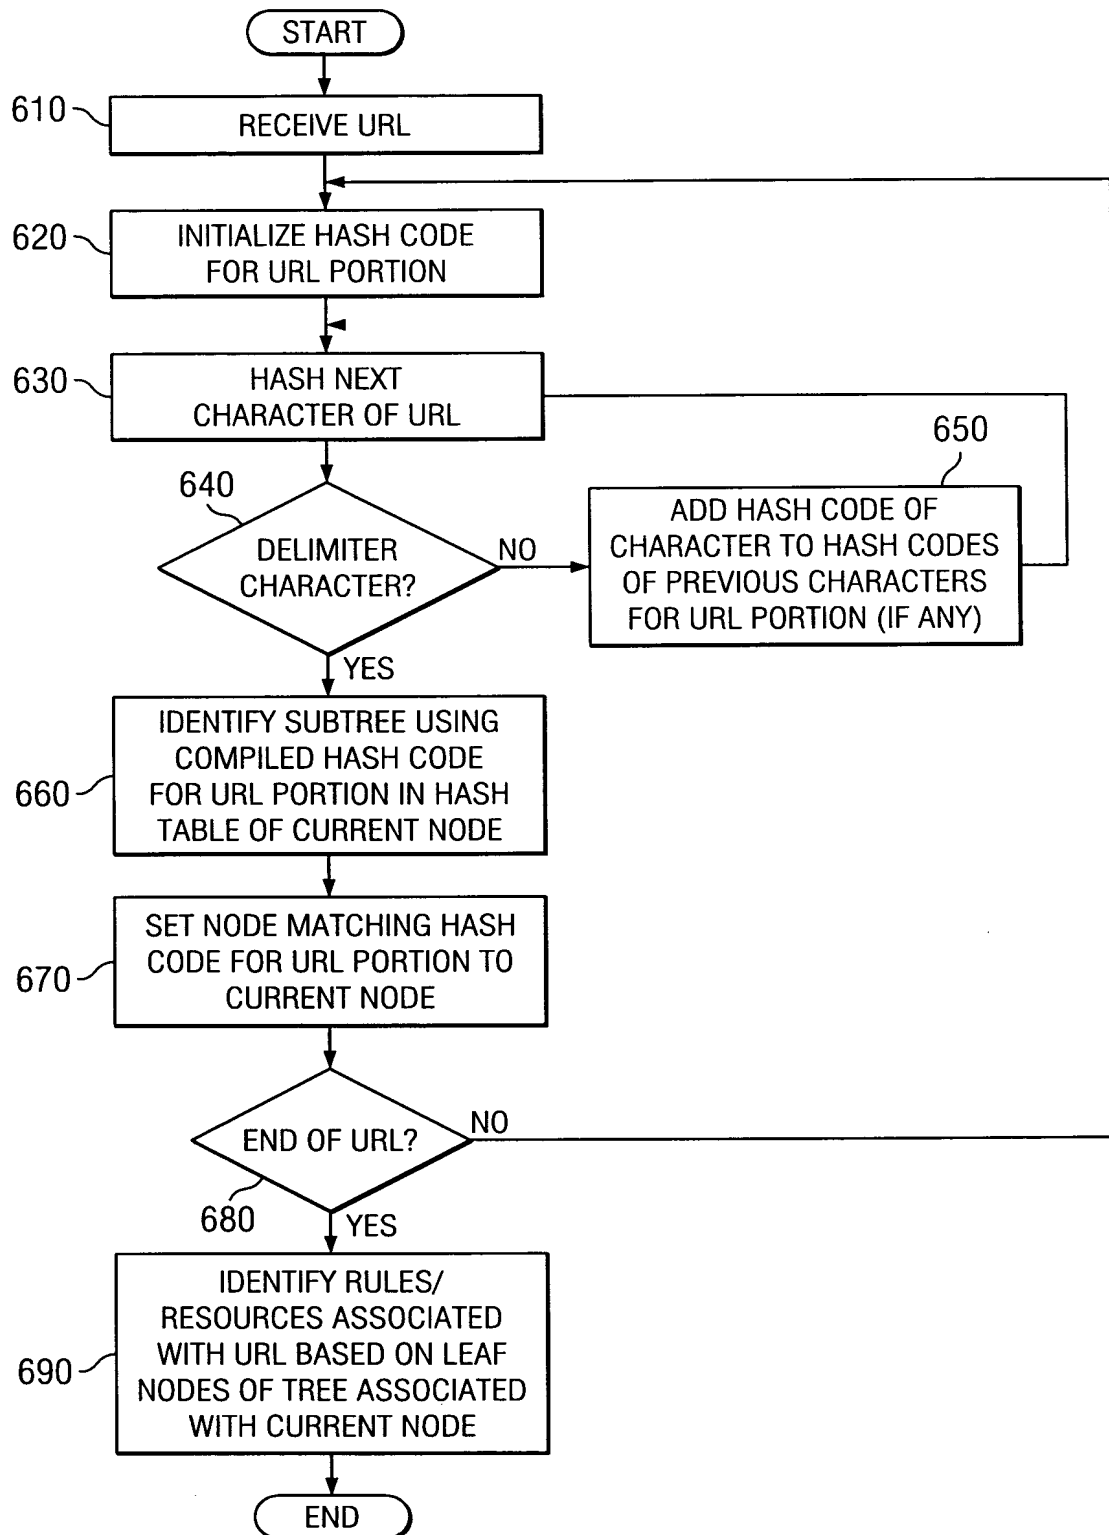 START
610
RECEIVE URL
620
INITIALIZE HASH CODE
FOR URL PORTION
630
HASH NEXT
CHARACTER OF URL
640
DELIMITER
CHARACTER?
NO
650
ADD HASH CODE OF
CHARACTER TO HASH CODES
OF PREVIOUS CHARACTERS
FOR URL PORTION (IF ANY)
YES
660
IDENTIFY SUBTREE USING
COMPILED HASH CODE
FOR URL PORTION IN HASH
TABLE OF CURRENT NODE
670
SET NODE MATCHING HASH
CODE FOR URL PORTION TO
CURRENT NODE
END OF URL?
NO
680
YES
690
IDENTIFY RULES/
RESOURCES ASSOCIATED
WITH URL BASED ON LEAF
NODES OF TREE ASSOCIATED
WITH CURRENT NODE
END